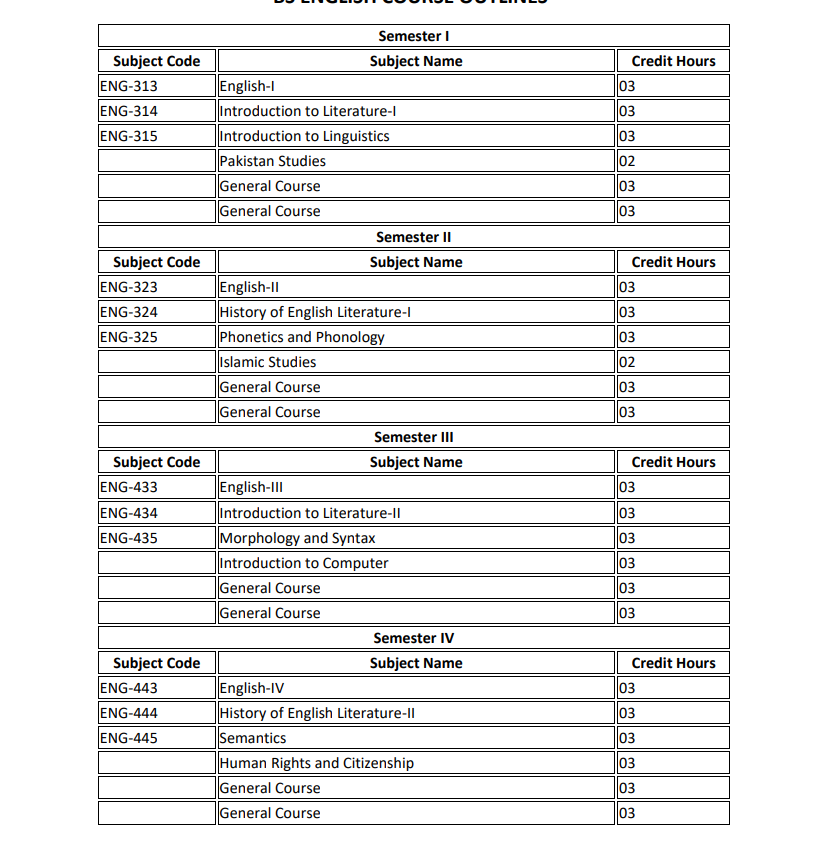 BS ENGLISH COURSE OUTLINES
Semester I
Subject Code Subject Name Credit Hours
ENG-313 English-I 03
ENG-314 Introduction to Literature-I 03
ENG-315 Introduction to Linguistics 03
Pakistan Studies 02
General Course 03
General Course 03
Semester II
Subject Code Subject Name Credit Hours
ENG-323 English-II 03
ENG-324 History of English Literature-I 03
ENG-325 Phonetics and Phonology 03
Islamic Studies 02
General Course 03
General Course 03
Semester III
Subject Code Subject Name Credit Hours
ENG-433 English-III 03
ENG-434 Introduction to Literature-II 03
ENG-435 Morphology and Syntax 03
Introduction to Computer 03
General Course 03
General Course 03
Semester IV
Subject Code Subject Name Credit Hours
ENG-443 English-IV 03
ENG-444 History of English Literature-II 03
ENG-445 Semantics 03
Human Rights and Citizenship 03
General Course 03
General Course 03